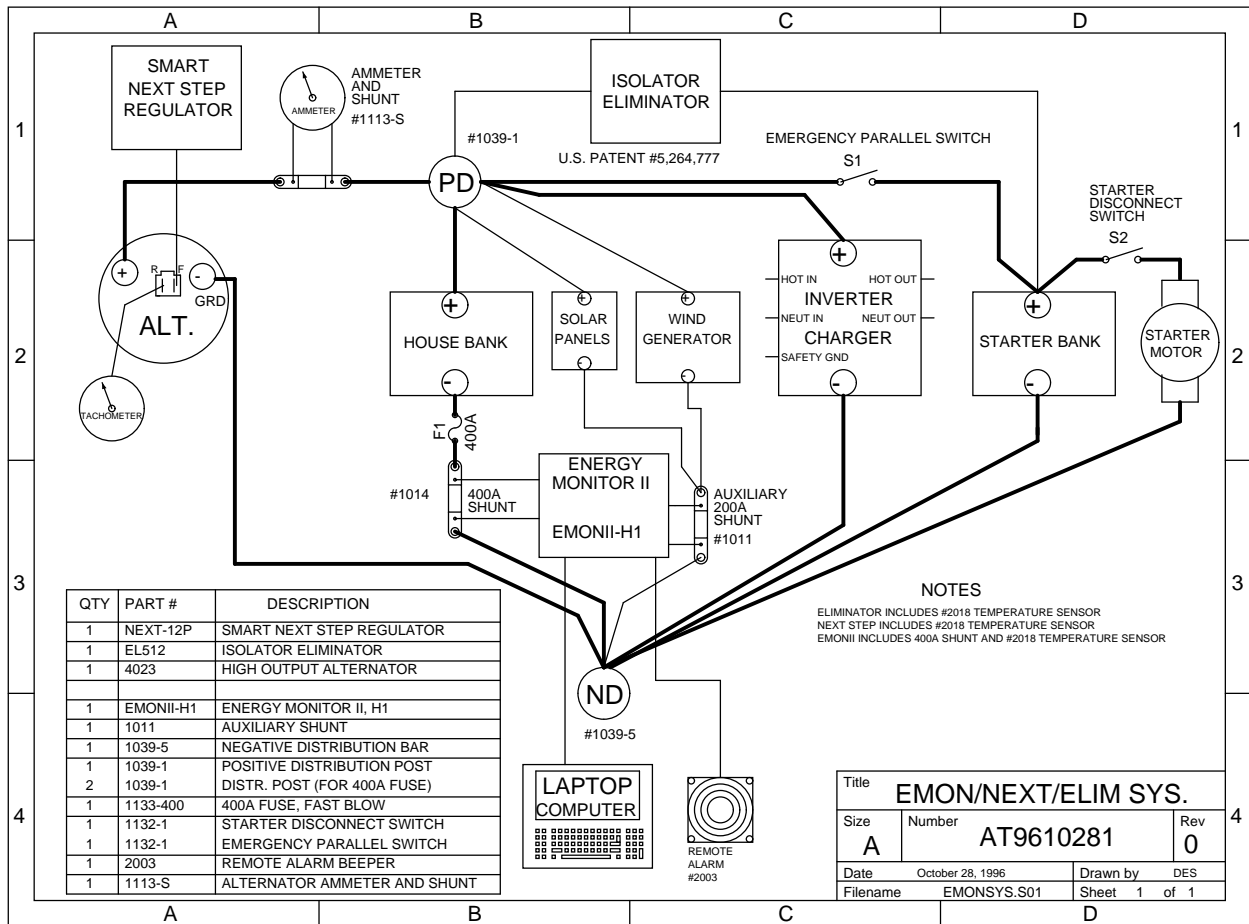 A B C D
1
2
3
4
1
2
3
4
A B C D
SMART
NEXT STEP
REGULATOR
AMMETER
AMMETER
AND
SHUNT
#1113-S
ISOLATOR
ELIMINATOR
U.S. PATENT #5,264,777
#1039-1
PD
EMERGENCY PARALLEL SWITCH
S1
STARTER
DISCONNECT
SWITCH
S2
+
R F
-
GRD
ALT.
TACHOMETER
+
HOUSE BANK
-
F1
400A
+
SOLAR
PANELS
-
+
WIND
GENERATOR
-
+
HOT IN HOT OUT
INVERTER
NEUT IN NEUT OUT
CHARGER
SAFETY GND
-
+
STARTER BANK
-
STARTER
MOTOR
#1014
400A
SHUNT
ENERGY
MONITOR II
EMONII-H1
AUXILIARY
200A
SHUNT
#1011
NOTES
ELIMINATOR INCLUDES #2018 TEMPERATURE SENSOR
NEXT STEP INCLUDES #2018 TEMPERATURE SENSOR
EMONII INCLUDES 400A SHUNT AND #2018 TEMPERATURE SENSOR
ND
#1039-5
QTY PART # DESCRIPTION
1 NEXT-12P SMART NEXT STEP REGULATOR
1 EL512 ISOLATOR ELIMINATOR
1 4023 HIGH OUTPUT ALTERNATOR
1 EMONII-H1 ENERGY MONITOR II, H1
1 1011 AUXILIARY SHUNT
1 1039-5 NEGATIVE DISTRIBUTION BAR
1 1039-1 POSITIVE DISTRIBUTION POST
2 1039-1 DISTR. POST (FOR 400A FUSE)
1 1133-400 400A FUSE, FAST BLOW
1 1132-1 STARTER DISCONNECT SWITCH
1 1132-1 EMERGENCY PARALLEL SWITCH
1 2003 REMOTE ALARM BEEPER
1 1113-S ALTERNATOR AMMETER AND SHUNT
LAPTOP
COMPUTER
REMOTE
ALARM
#2003
Title EMON/NEXT/ELIM SYS.
Size Number Rev
A AT9610281 0
Date October 28, 1996 Drawn by DES
Filename EMONSYS.S01 Sheet 1 of 1